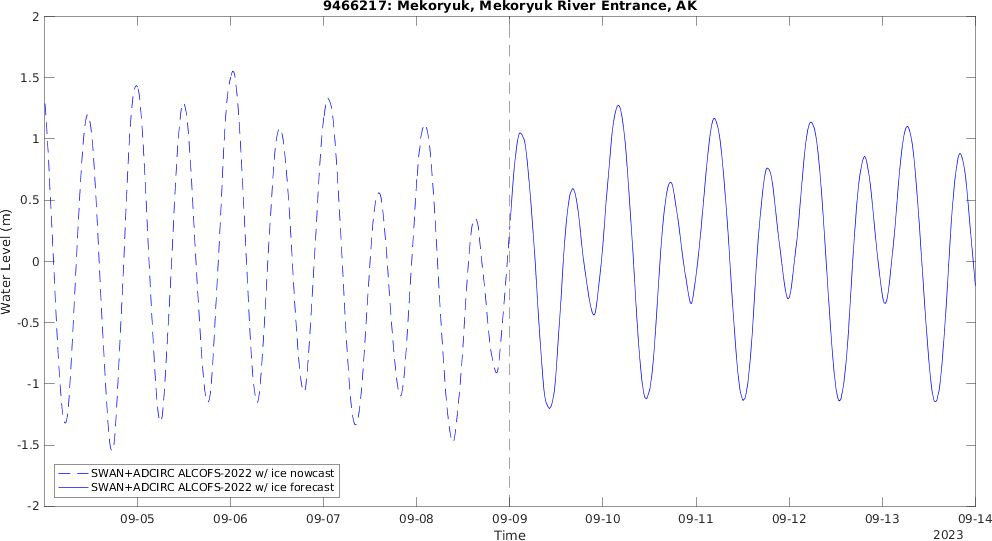 9466217: Mekoryuk, Mekoryuk River Entrance, AK
2
1.5
1
0.5
0
-0.5
-1
-1.5
-2
Water Level (m)
SWAN+ADCIRC ALCOFS-2022 w/ ice nowcast
SWAN+ADCIRC ALCOFS-2022 w/ ice forecast
09-05 09-06 09-07 09-08 09-09 09-10 09-11 09-12 09-13 09-14
Time
2023